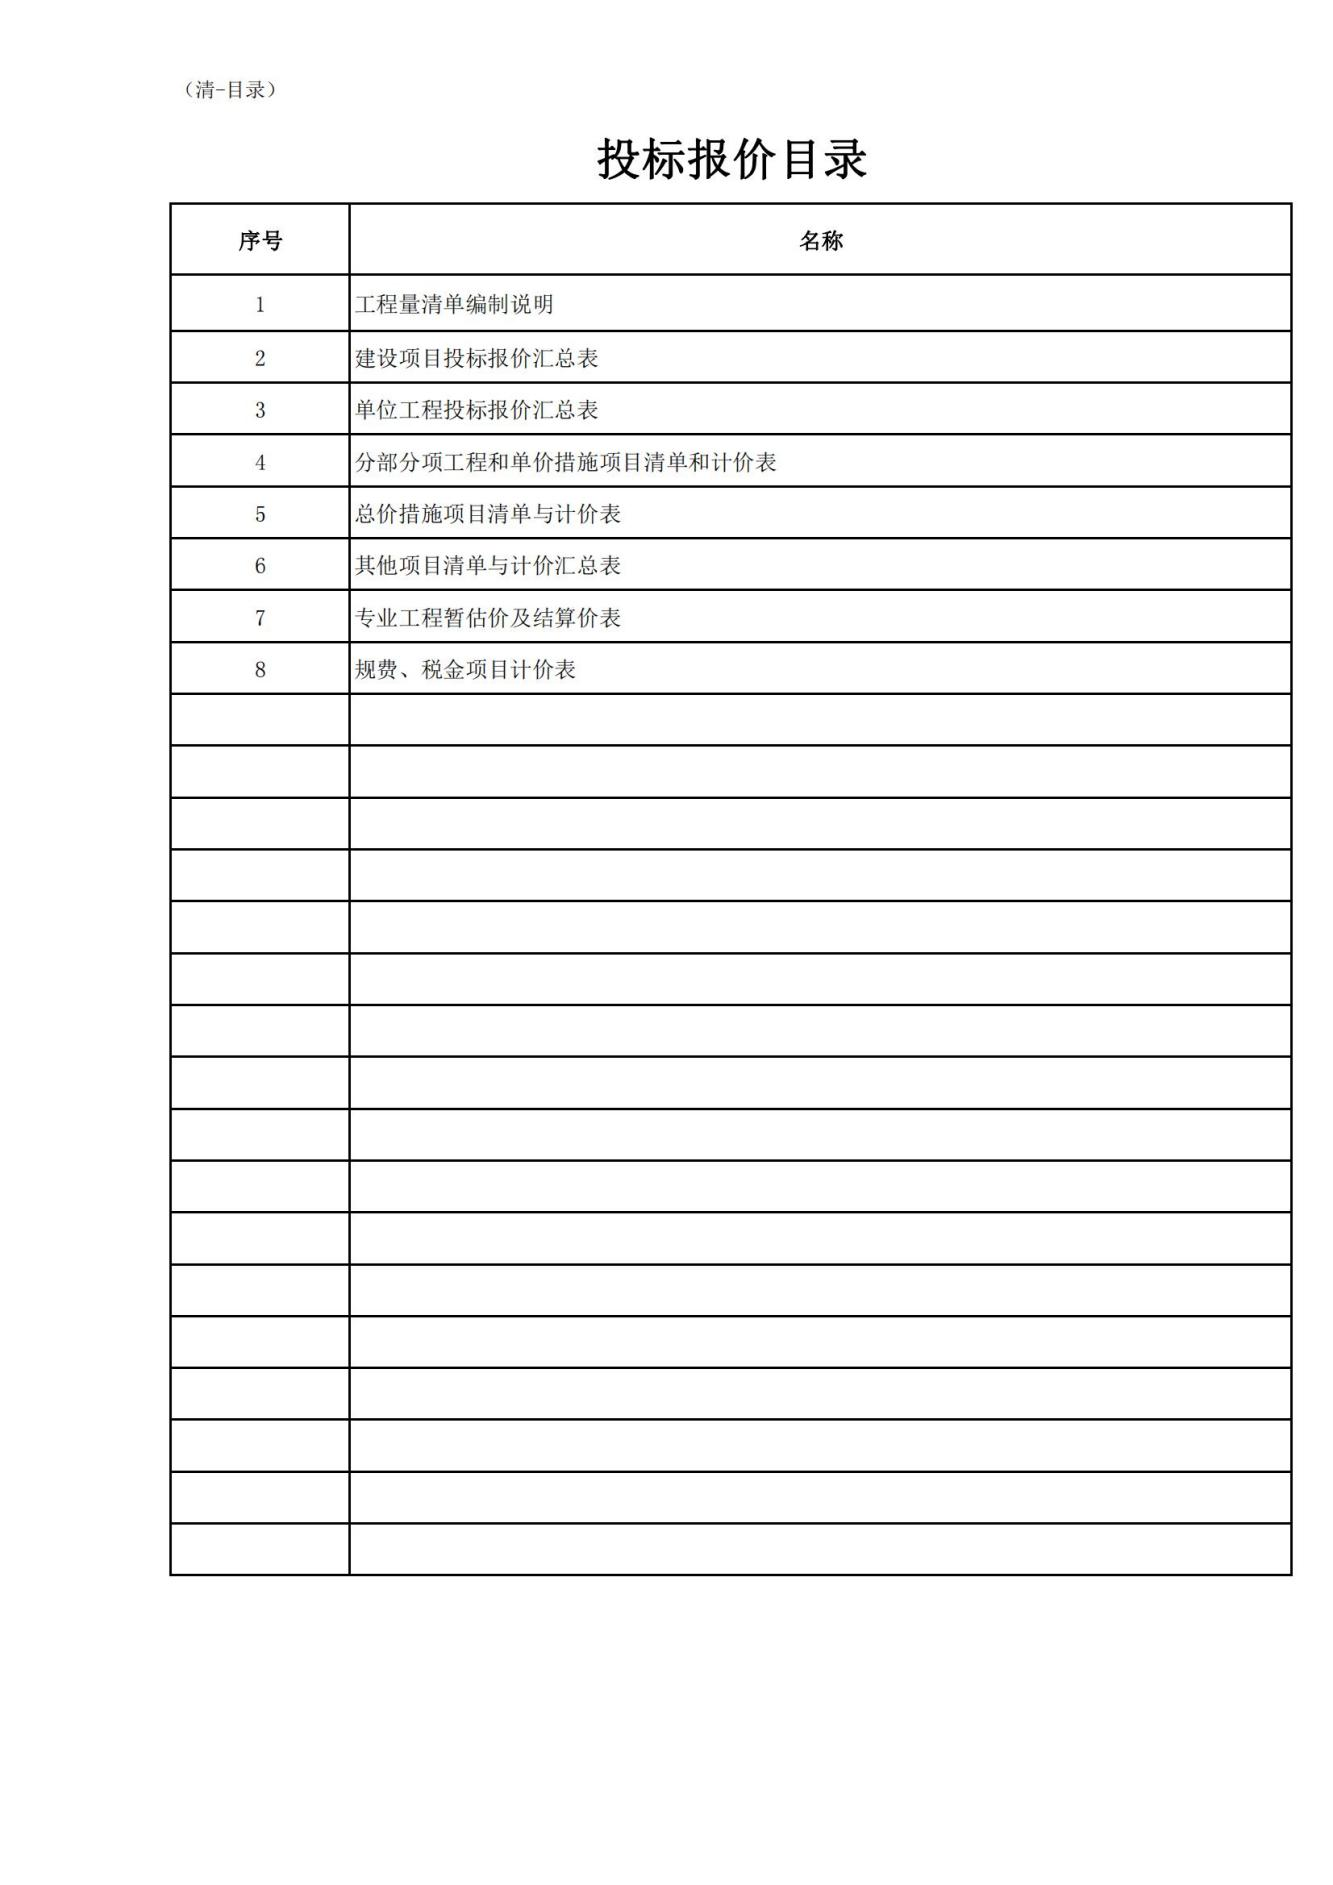 （清-目录）
投标报价目录
序号 名称
1 工程量清单编制说明
2 建设项目投标报价汇总表
3 单位工程投标报价汇总表
4 分部分项工程和单价措施项目清单和计价表
5 总价措施项目清单与计价表
6 其他项目清单与计价汇总表
7 专业工程暂估价及结算价表
8 规费、税金项目计价表